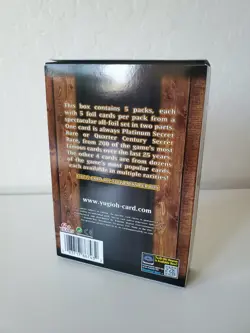 This box contains 5 packs, each
with 5 foil cards per pack from a
spectacular all-foil set in two parts.
One card is always Platinum Secret
Rare or Quarter Century Secret
Rare, from 200 of the game's most
famous cards over the last 25 years.
The other 4 cards are from dozens
of the game's most popular cards,
each available in multiple rarities!
www.yugioh-card.com